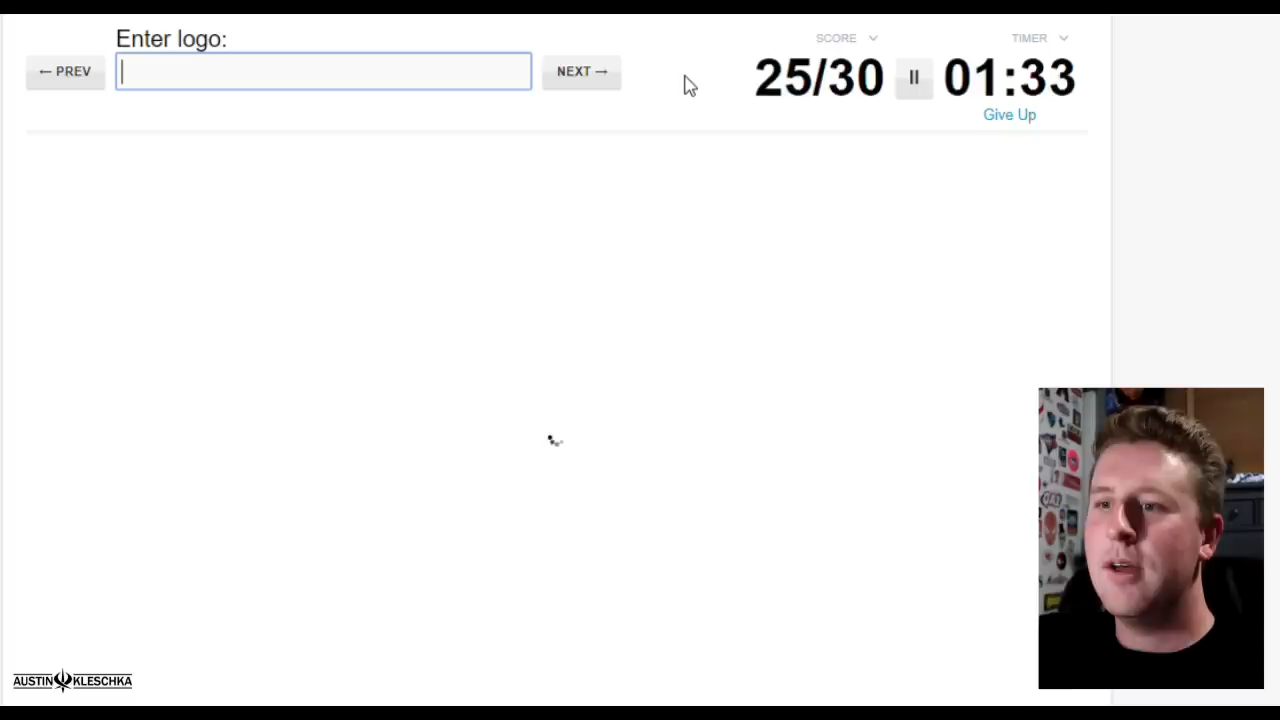 Enter logo:
← PREV
NEXT →
SCORE
25/30
TIMER
01:33
Give Up
AUSTIN KLESCHKA